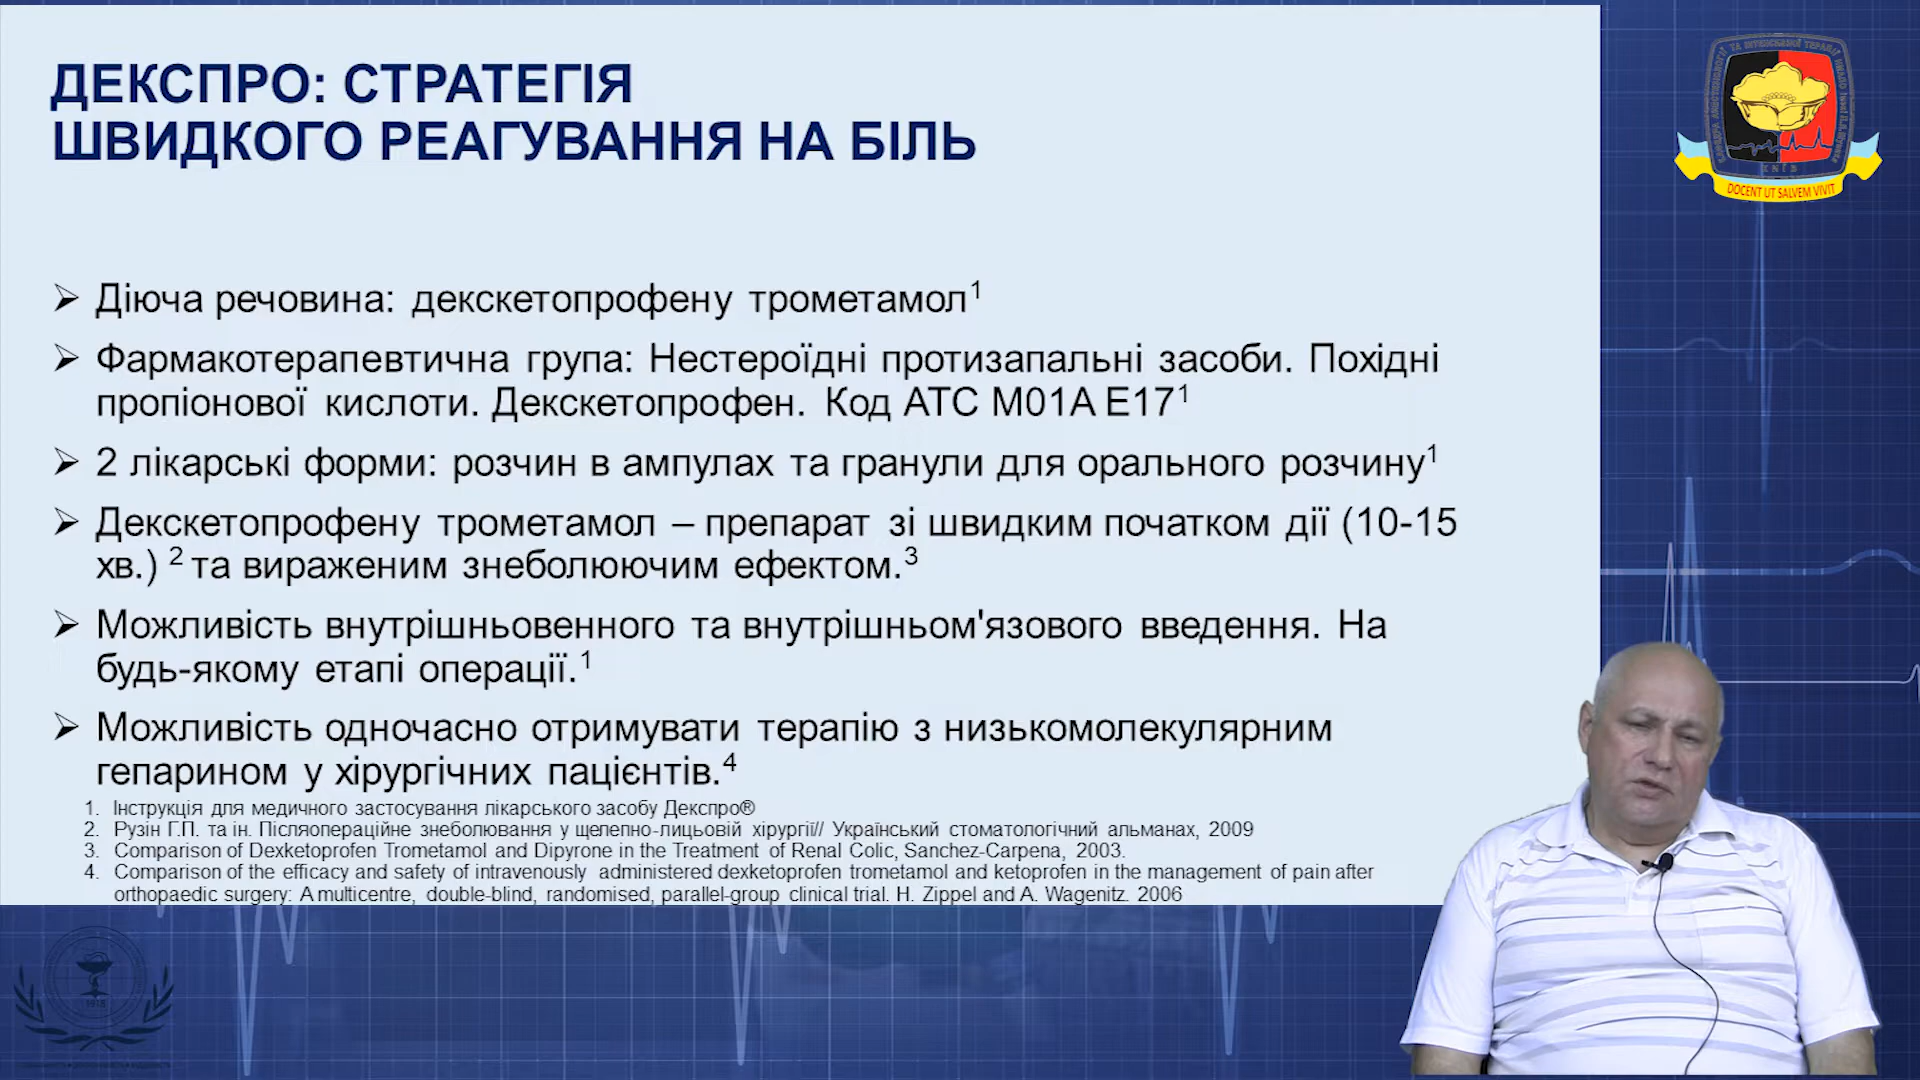 ДЕКСПРО: СТРАТЕГІЯ
ШВИДКОГО РЕАГУВАННЯ НА БІЛЬ
➢ Діюча речовина: декскетопрофену трометамол¹
➢ Фармакотерапевтична група: Нестероїдні протизапальні засоби. Похідні
пропіонової кислоти. Декскетопрофен. Код АТС М01А Е17¹
➢ 2 лікарські форми: розчин в ампулах та гранули для орального розчину¹
➢ Декскетопрофену трометамол – препарат зі швидким початком дії (10-15
хв.) ² та вираженим знеболюючим ефектом.³
➢ Можливість внутрішньовенного та внутрішньом'язового введення. На
будь-якому етапі операції.¹
➢ Можливість одночасно отримувати терапію з низькомолекулярним
гепарином у хірургічних пацієнтів.⁴
1. Інструкція для медичного застосування лікарського засобу Декспро®
2. Рузін Г.П. та ін. Післяопераційне знеболювання у щелепно-лицьовій хірургії// Український стоматологічний альманах, 2009
3. Comparison of Dexketoprofen Trometamol and Dipyrone in the Treatment of Renal Colic, Sanchez-Carpena, 2003.
4. Comparison of the efficacy and safety of intravenously administered dexketoprofen trometamol and ketoprofen in the management of pain after
orthopaedic surgery: A multicentre, double-blind, randomised, parallel-group clinical trial. H. Zippel and A. Wagenitz. 2006
КИЇВ
DOCENT UT SALVEM VIVIT
1918